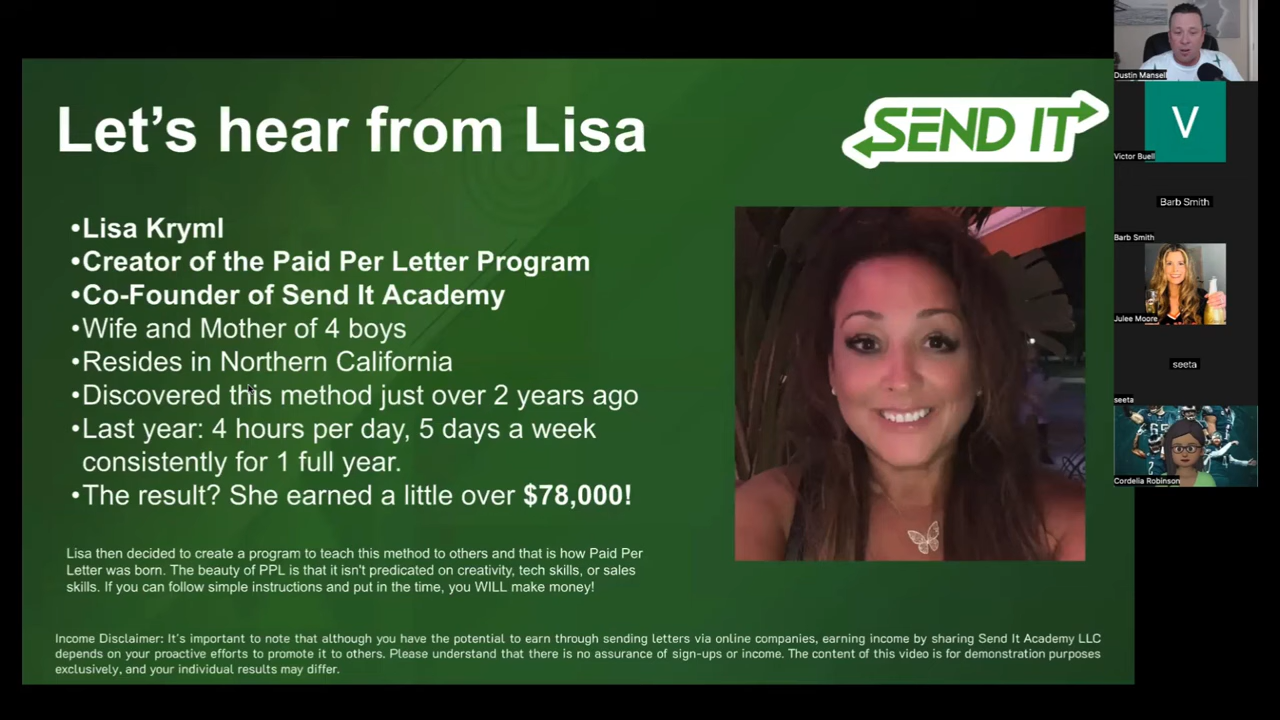 Let's hear from Lisa
SEND IT
•Lisa Kryml
•Creator of the Paid Per Letter Program
•Co-Founder of Send It Academy
•Wife and Mother of 4 boys
•Resides in Northern California
•Discovered this method just over 2 years ago
•Last year: 4 hours per day, 5 days a week
consistently for 1 full year.
•The result? She earned a little over $78,000!
Lisa then decided to create a program to teach this method to others and that is how Paid Per
Letter was born. The beauty of PPL is that it isn't predicated on creativity, tech skills, or sales
skills. If you can follow simple instructions and put in the time, you WILL make money!
Income Disclaimer: It's important to note that although you have the potential to earn through sending letters via online companies, earning income by sharing Send It Academy LLC
depends on your proactive efforts to promote it to others. Please understand that there is no assurance of sign-ups or income. The content of this video is for demonstration purposes
exclusively, and your individual results may differ.
Dustin Mansell
V
Victor Buell
Barb Smith
Barb Smith
Julee Moore
seeta
seeta
Cordelia Robinson